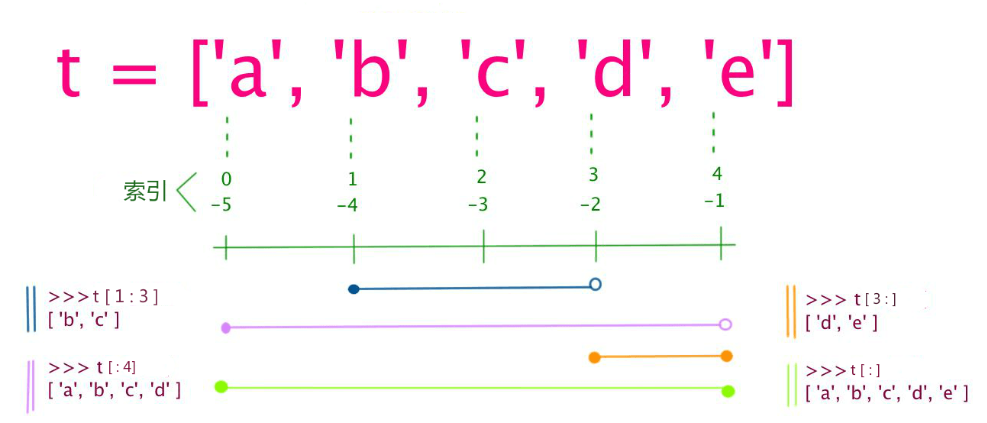 t = ['a', 'b', 'c', 'd', 'e']
索引
0 1 2 3 4
-5 -4 -3 -2 -1
>>>t[1:3]
['b', 'c']
>>> t[:4]
['a', 'b', 'c', 'd']
>>> t[3:]
['d', 'e']
>>>t[:]
['a', 'b', 'c', 'd', 'e']